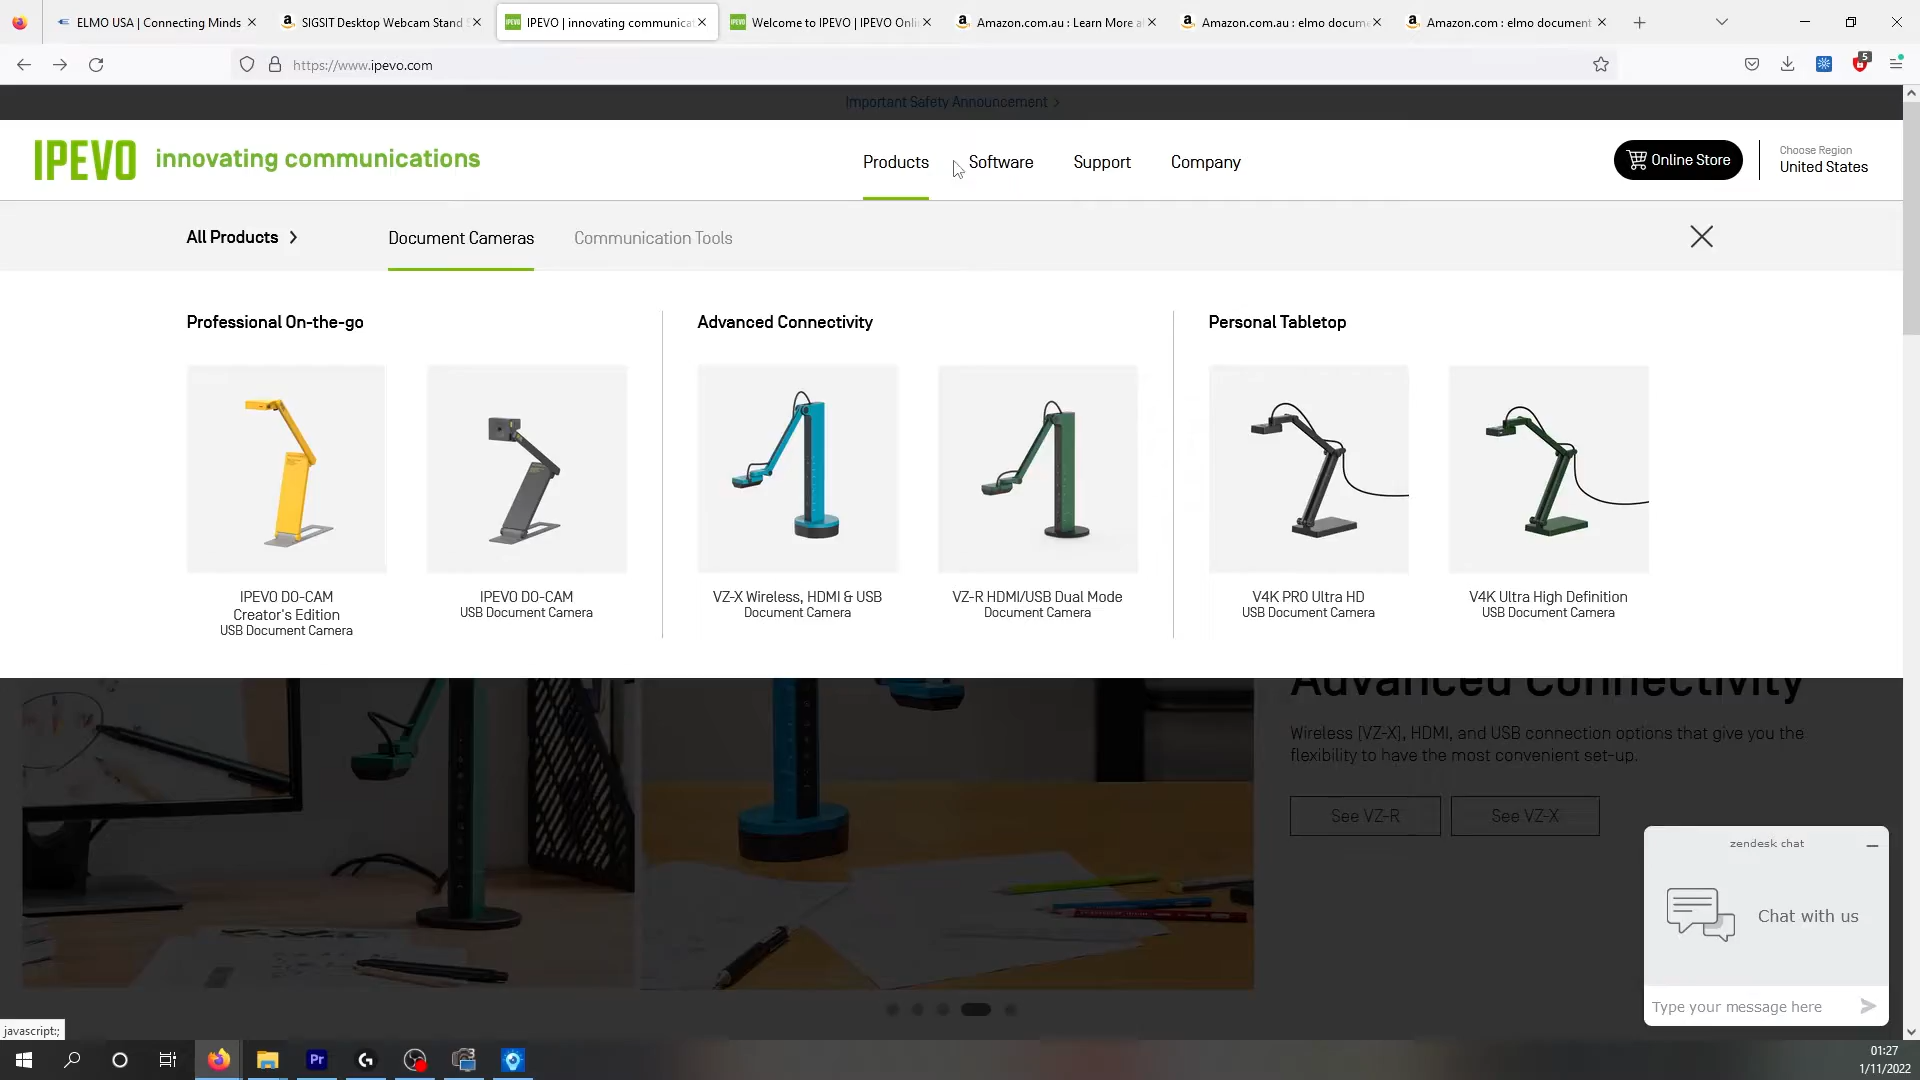 ELMO USA | Connecting Minds
SIGSIT Desktop Webcam Stand
IPEVO | innovating communicat
Welcome to IPEVO | IPEVO Onli
Amazon.com.au : Learn More a
Amazon.com.au : elmo docume
Amazon.com : elmo document
https://www.ipevo.com
5
Important Safety Announcement >
IPEVO innovating communications
Products
Software
Support
Company
Online Store
Choose Region
United States
All Products >
Document Cameras
Communication Tools
Professional On-the-go
Advanced Connectivity
Personal Tabletop
IPEVO DO-CAM
Creator's Edition
USB Document Camera
IPEVO DO-CAM
USB Document Camera
VZ-X Wireless, HDMI & USB
Document Camera
VZ-R HDMI/USB Dual Mode
Document Camera
V4K PRO Ultra HD
USB Document Camera
V4K Ultra High Definition
USB Document Camera
Advanced Connectivity
Wireless [VZ-X], HDMI, and USB connection options that give you the
flexibility to have the most convenient set-up.
See VZ-R
See VZ-X
zendesk chat
Chat with us
Type your message here
javascript:;
Pr
01:27
1/11/2022